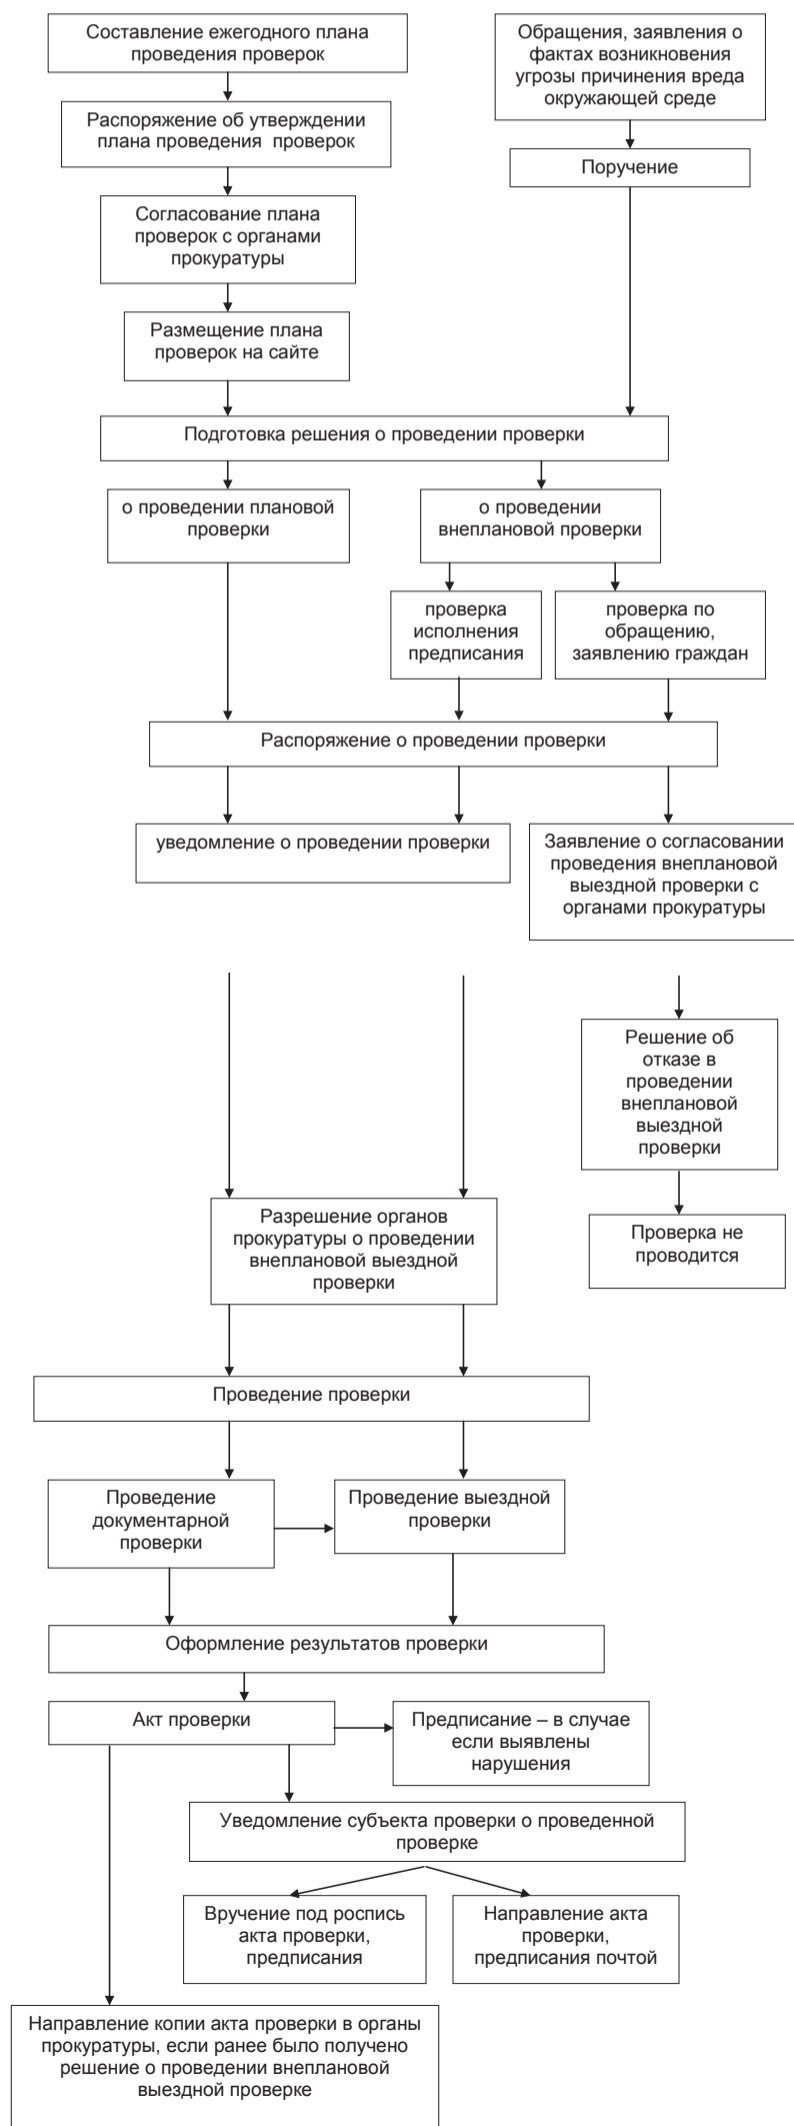 Составление ежегодного плана
проведения проверок
Обращения, заявления о
фактах возникновения
угрозы причинения вреда
окружающей среде
Распоряжение об утверждении
плана проведения проверок
Поручение
Согласование плана
проверок с органами
прокуратуры
Размещение плана
проверок на сайте
Подготовка решения о проведении проверки
о проведении плановой
проверки
о проведении
внеплановой проверки
проверка
исполнения
предписания
проверка по
обращению,
заявлению граждан
Распоряжение о проведении проверки
уведомление о проведении проверки
Заявление о согласовании
проведения внеплановой
выездной проверки с
органами прокуратуры
Решение об
отказе в
проведении
внеплановой
выездной
проверки
Разрешение органов
прокуратуры о проведении
внеплановой выездной
проверки
Проверка не
проводится
Проведение проверки
Проведение
документарной
проверки
Проведение выездной
проверки
Оформление результатов проверки
Акт проверки
Предписание – в случае
если выявлены
нарушения
Уведомление субъекта проверки о проведенной
проверке
Вручение под роспись
акта проверки,
предписания
Направление акта
проверки,
предписания почтой
Направление копии акта проверки в органы
прокуратуры, если ранее было получено
решение о проведении внеплановой
выездной проверке